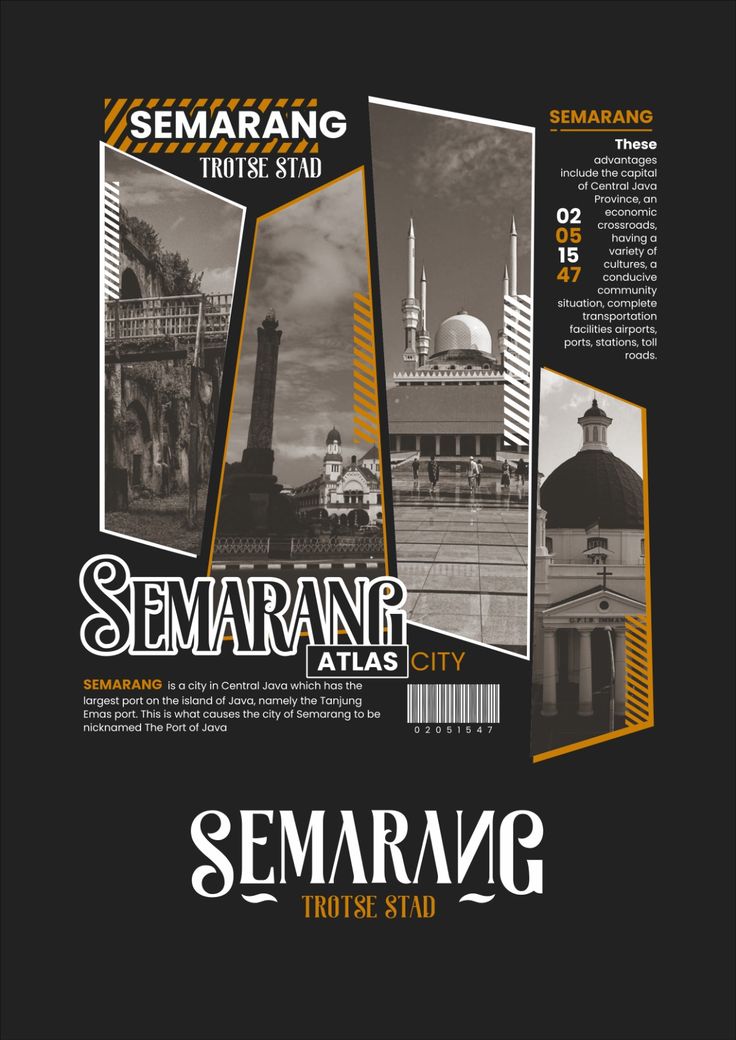 SEMARANG
TROTSE STAD
SEMARANG
These
advantages
include the capital
of Central Java
Province, an
economic
crossroads,
having a
variety of
cultures, a
conducive
community
situation, complete
transportation
facilities airports,
ports, stations, toll
roads.
02
05
15
47
G.P.I.B. IMMAN
SEMARANG
ATLAS CITY
SEMARANG is a city in Central Java which has the
largest port on the island of Java, namely the Tanjung
Emas port. This is what causes the city of Semarang to be
nicknamed The Port of Java
02051547
SEMARANG
TROTSE STAD